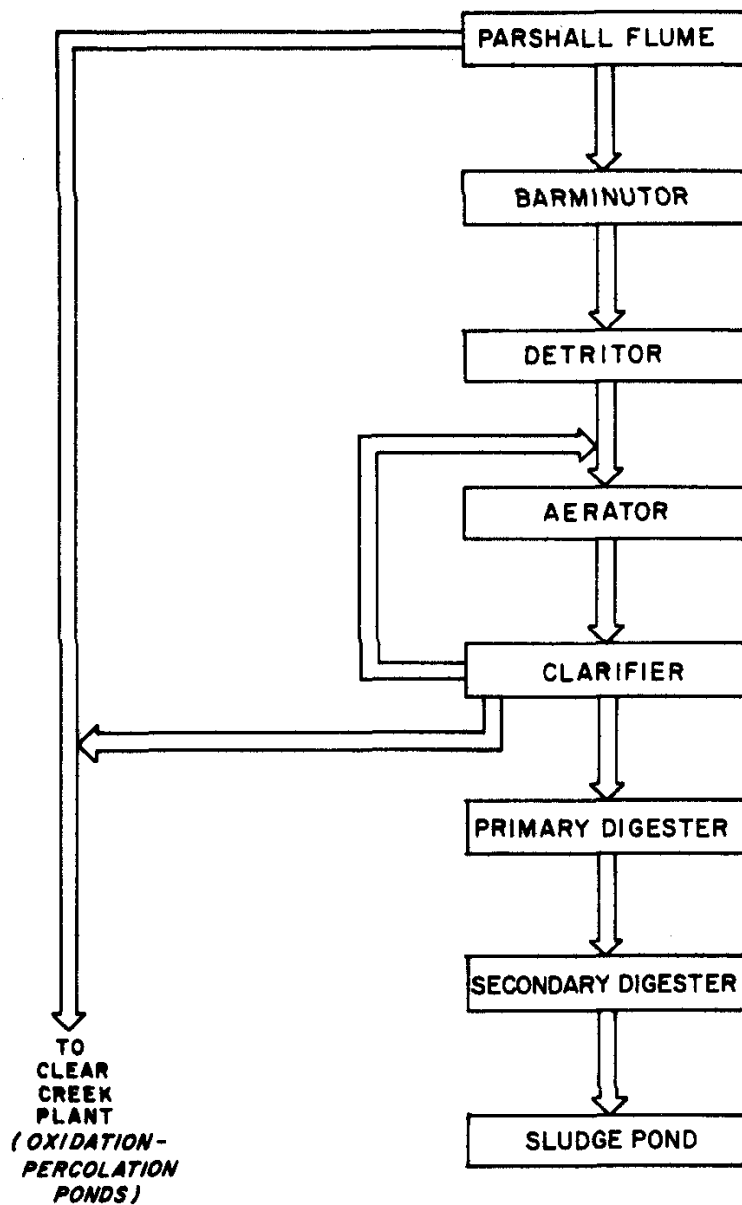 PARSHALL FLUME
BARMINUTOR
DETRITOR
AERATOR
CLARIFIER
PRIMARY DIGESTER
SECONDARY DIGESTER
SLUDGE POND
TO
CLEAR
CREEK
PLANT
(OXIDATION-
PERCOLATION
PONDS)